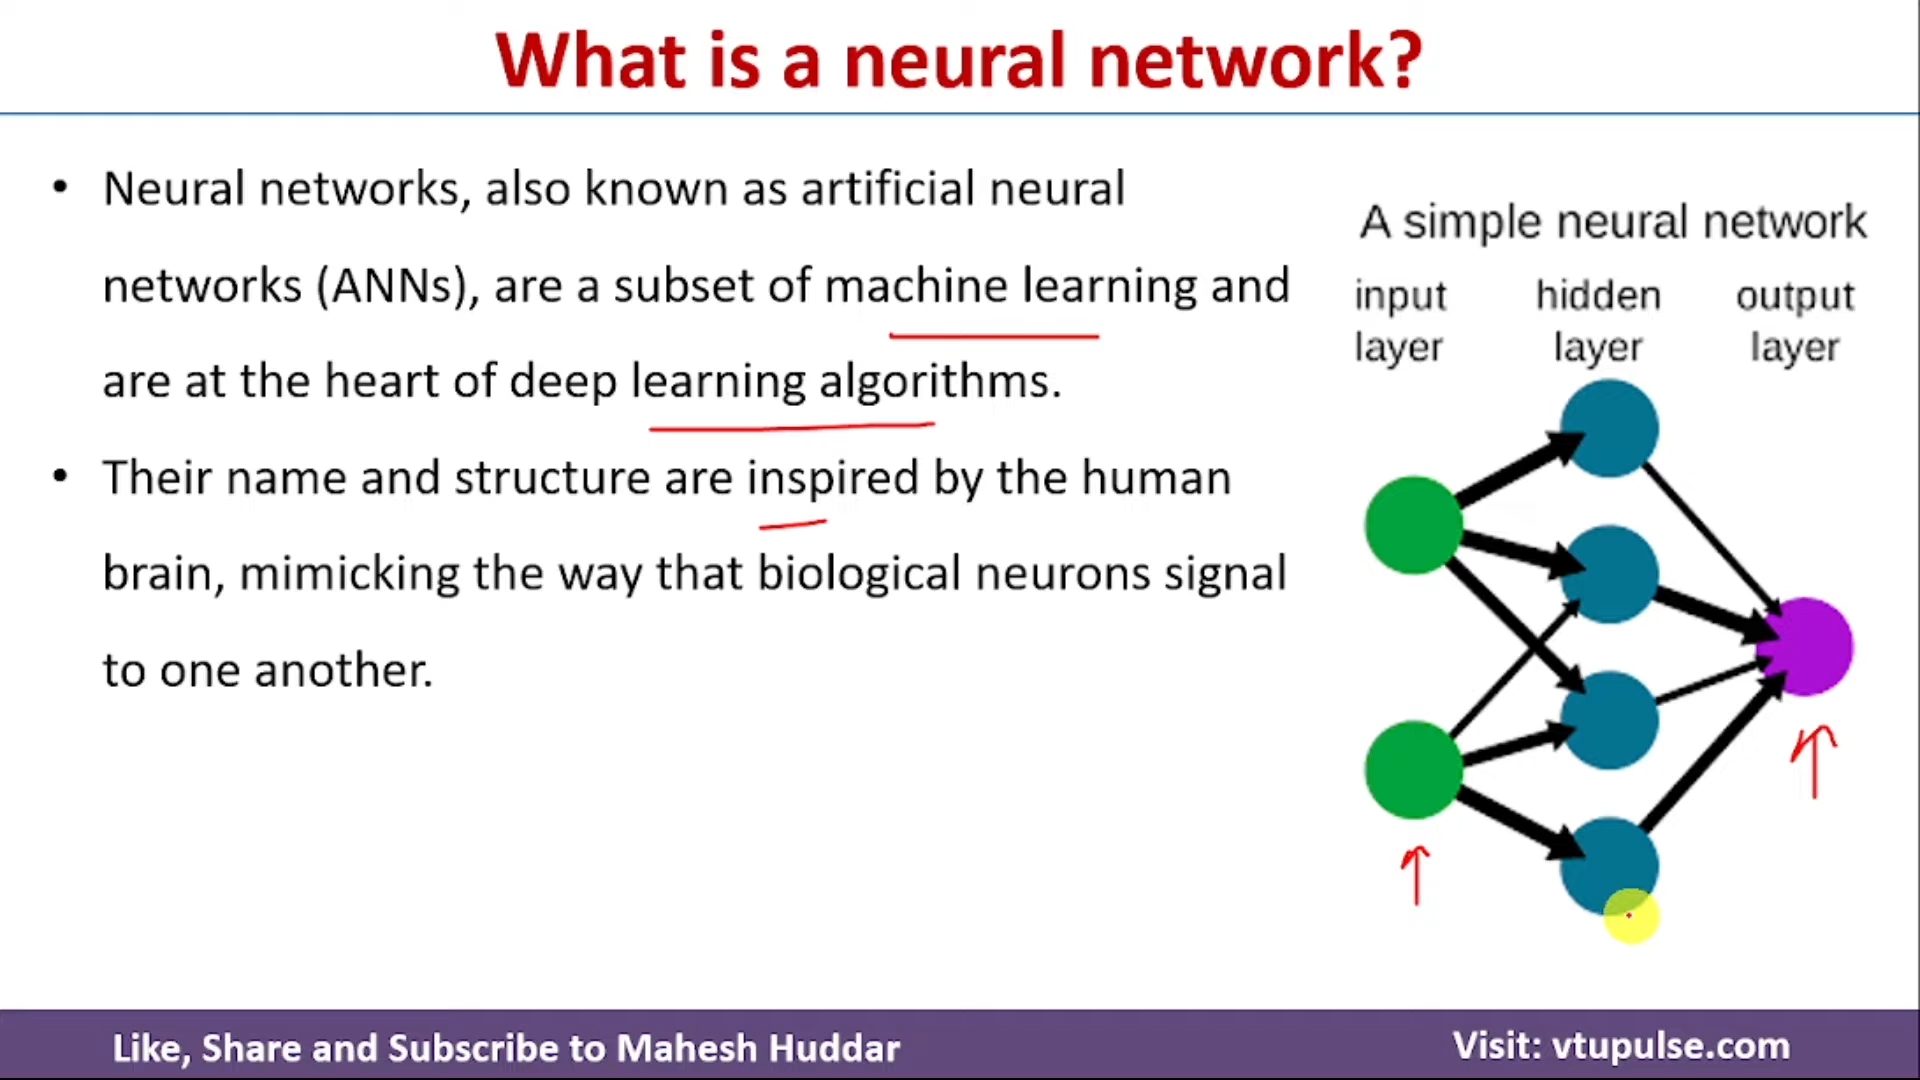 What is a neural network?
• Neural networks, also known as artificial neural
networks (ANNs), are a subset of machine learning and
are at the heart of deep learning algorithms.
• Their name and structure are inspired by the human
brain, mimicking the way that biological neurons signal
to one another.
A simple neural network
input hidden output
layer layer layer
Like, Share and Subscribe to Mahesh Huddar
Visit: vtupulse.com